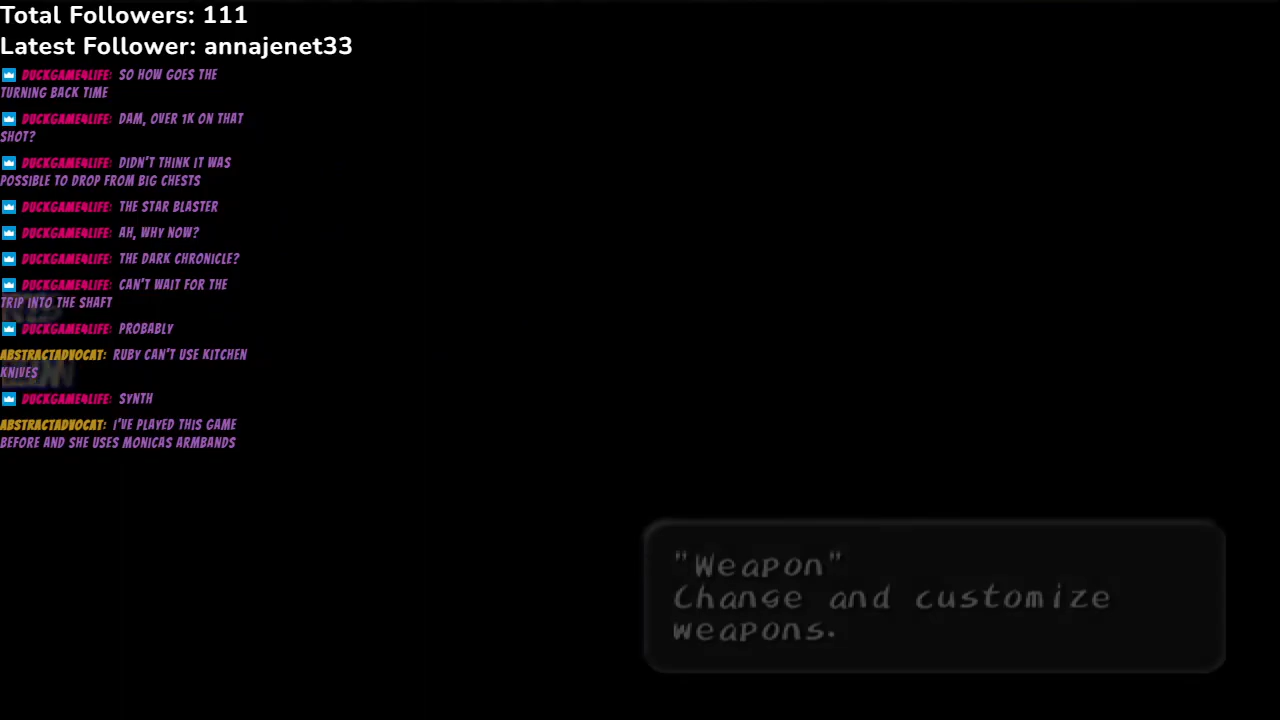 Total Followers: 111
Latest Follower: annajenet33
DUCKGAME4LIFE: SO HOW GOES THE
TURNING BACK TIME
DUCKGAME4LIFE: DAM, OVER 1K ON THAT
SHOT?
DUCKGAME4LIFE: DIDN'T THINK IT WAS
POSSIBLE TO DROP FROM BIG CHESTS
DUCKGAME4LIFE: THE STAR BLASTER
DUCKGAME4LIFE: AH, WHY NOW?
DUCKGAME4LIFE: THE DARK CHRONICLE?
DUCKGAME4LIFE: CAN'T WAIT FOR THE
TRIP INTO THE SHAFT
DUCKGAME4LIFE: PROBABLY
ABSTRACTADVOCAT: RUBY CAN'T USE KITCHEN
KNIVES
DUCKGAME4LIFE: SYNTH
ABSTRACTADVOCAT: I'VE PLAYED THIS GAME
BEFORE AND SHE USES MONICAS ARMBANDS
"Weapon"
Change and customize
weapons.